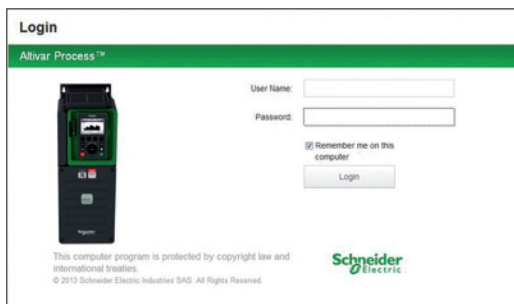 Login
Altivar Process™
User Name:
Password:
Remember me on this
computer
Login
This computer program is protected by copyright law and
international treaties.
© 2013 Schneider Electric Industries SAS. All Rights Reserved.
Schneider
Electric